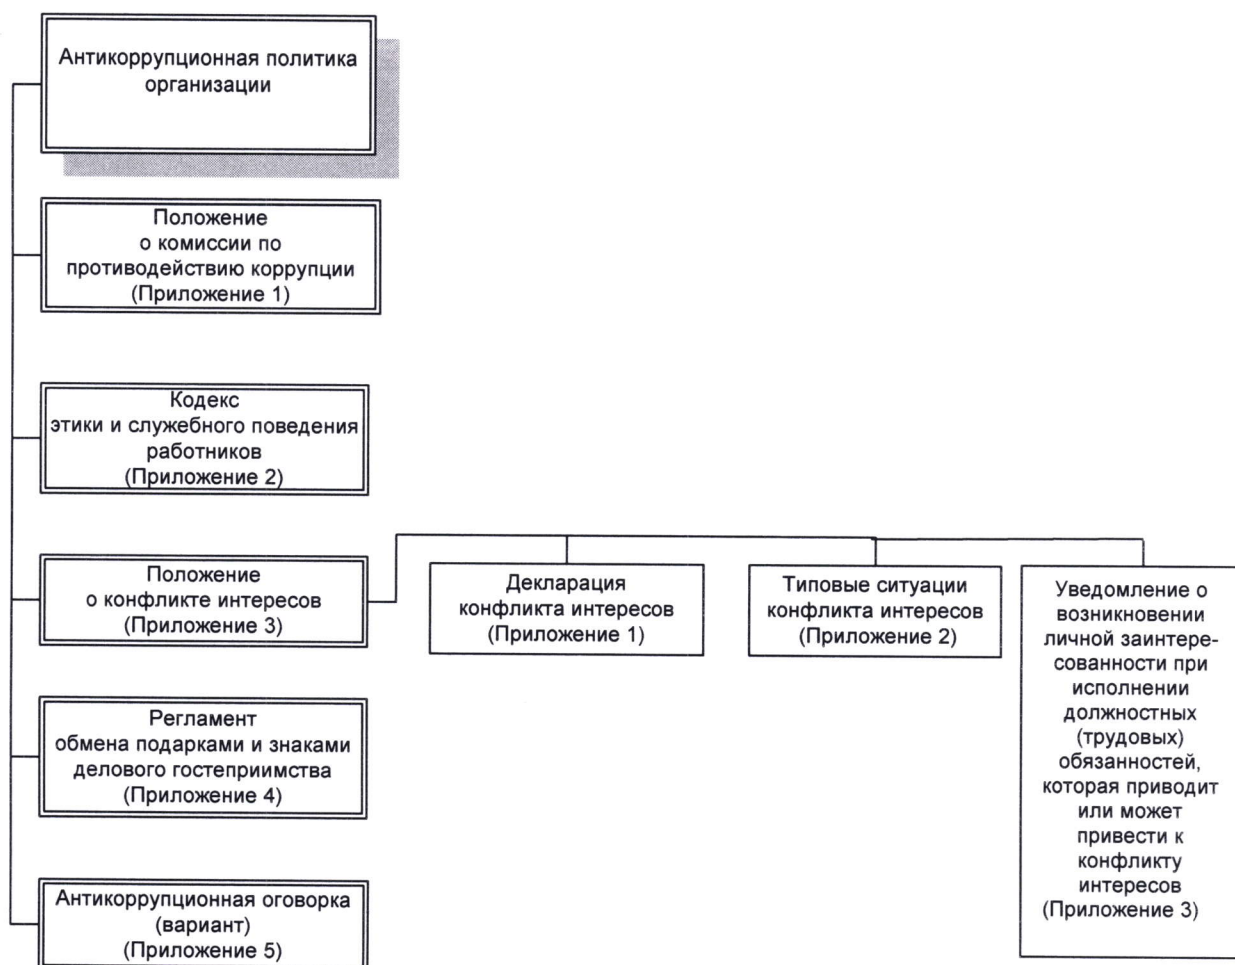 Антикоррупционная политика
организации
Положение
о комиссии по
противодействию коррупции
(Приложение 1)
Кодекс
этики и служебного поведения
работников
(Приложение 2)
Положение
о конфликте интересов
(Приложение 3)
Декларация
конфликта интересов
(Приложение 1)
Типовые ситуации
конфликта интересов
(Приложение 2)
Уведомление о
возникновении
личной заинтере-
сованности при
исполнении
должностных
(трудовых)
обязанностей,
которая приводит
или может
привести к
конфликту
интересов
(Приложение 3)
Регламент
обмена подарками и знаками
делового гостеприимства
(Приложение 4)
Антикоррупционная оговорка
(вариант)
(Приложение 5)